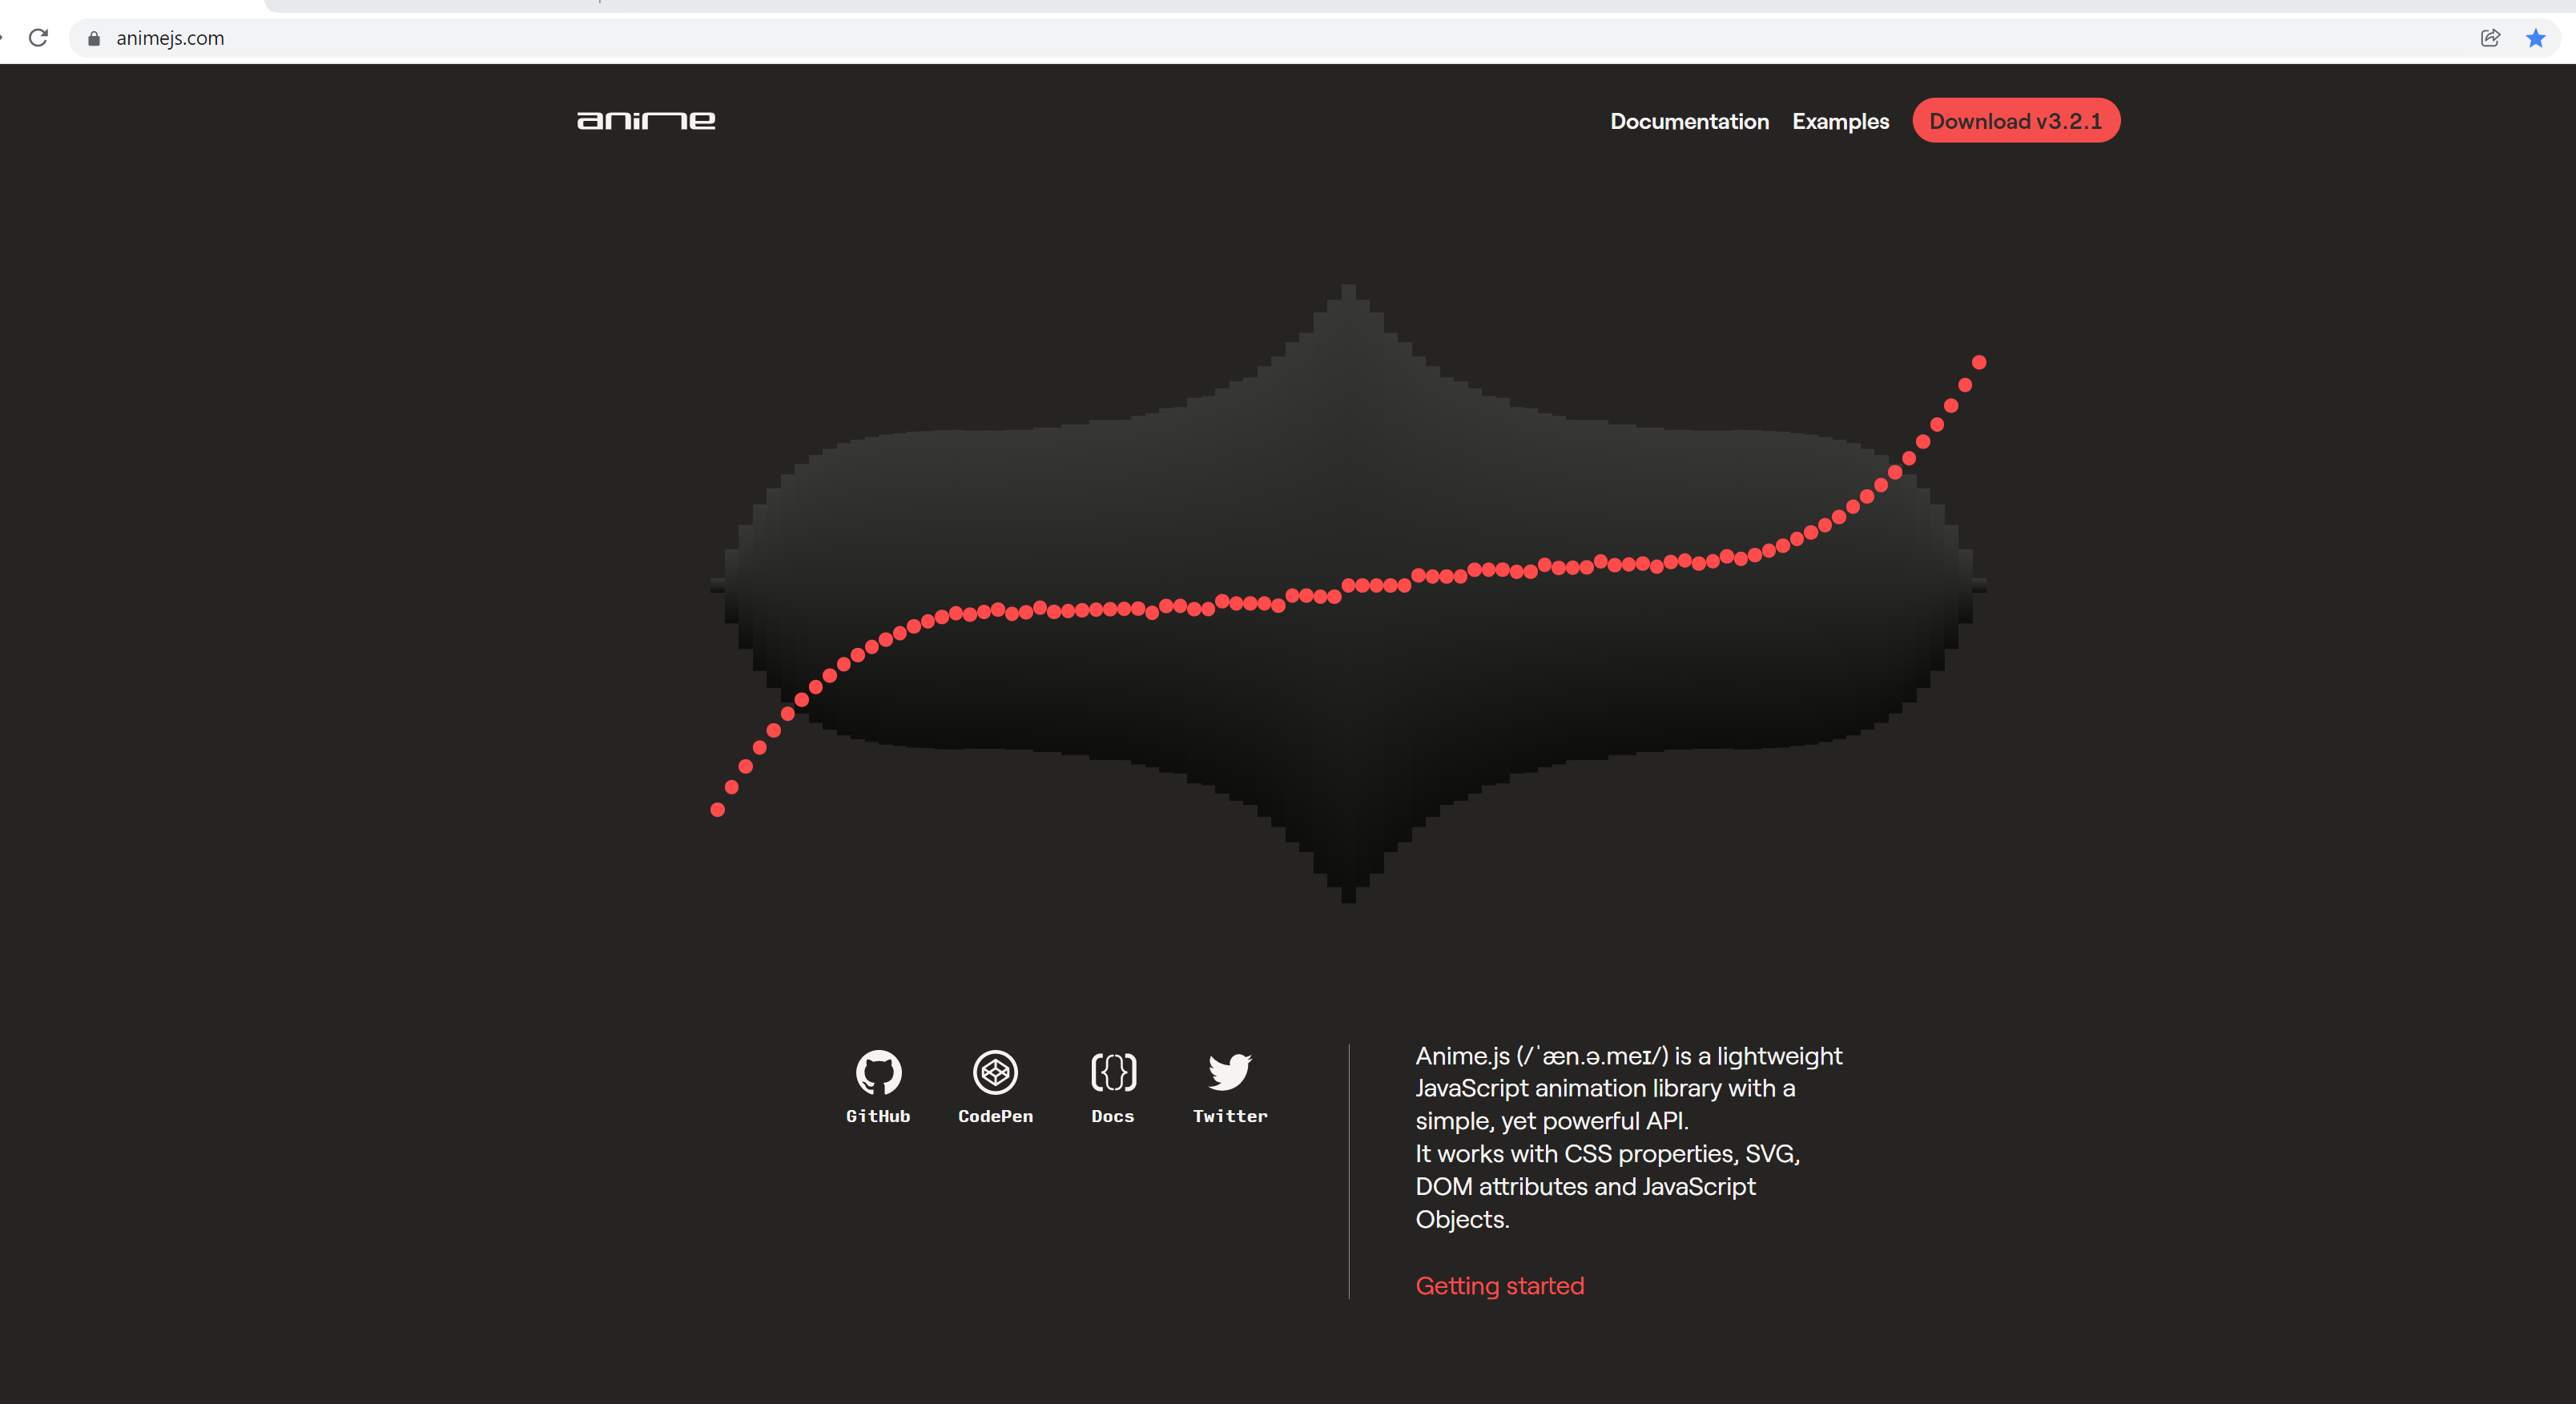 animejs.com
anime
Documentation Examples Download v3.2.1
GitHub CodePen Docs Twitter
Anime.js (/ˈæn.ə.meɪ/) is a lightweight
JavaScript animation library with a
simple, yet powerful API.
It works with CSS properties, SVG,
DOM attributes and JavaScript
Objects.
Getting started